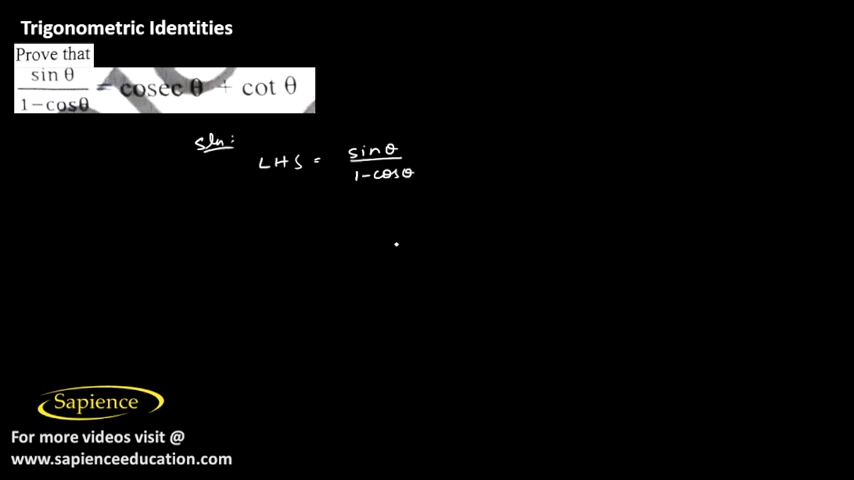 Trigonometric Identities
Prove that
sin θ / 1-cosθ = cosec θ + cot θ
Sln:
LHS = sinθ / 1-cosθ
Sapience
For more videos visit @
www.sapienceeducation.com